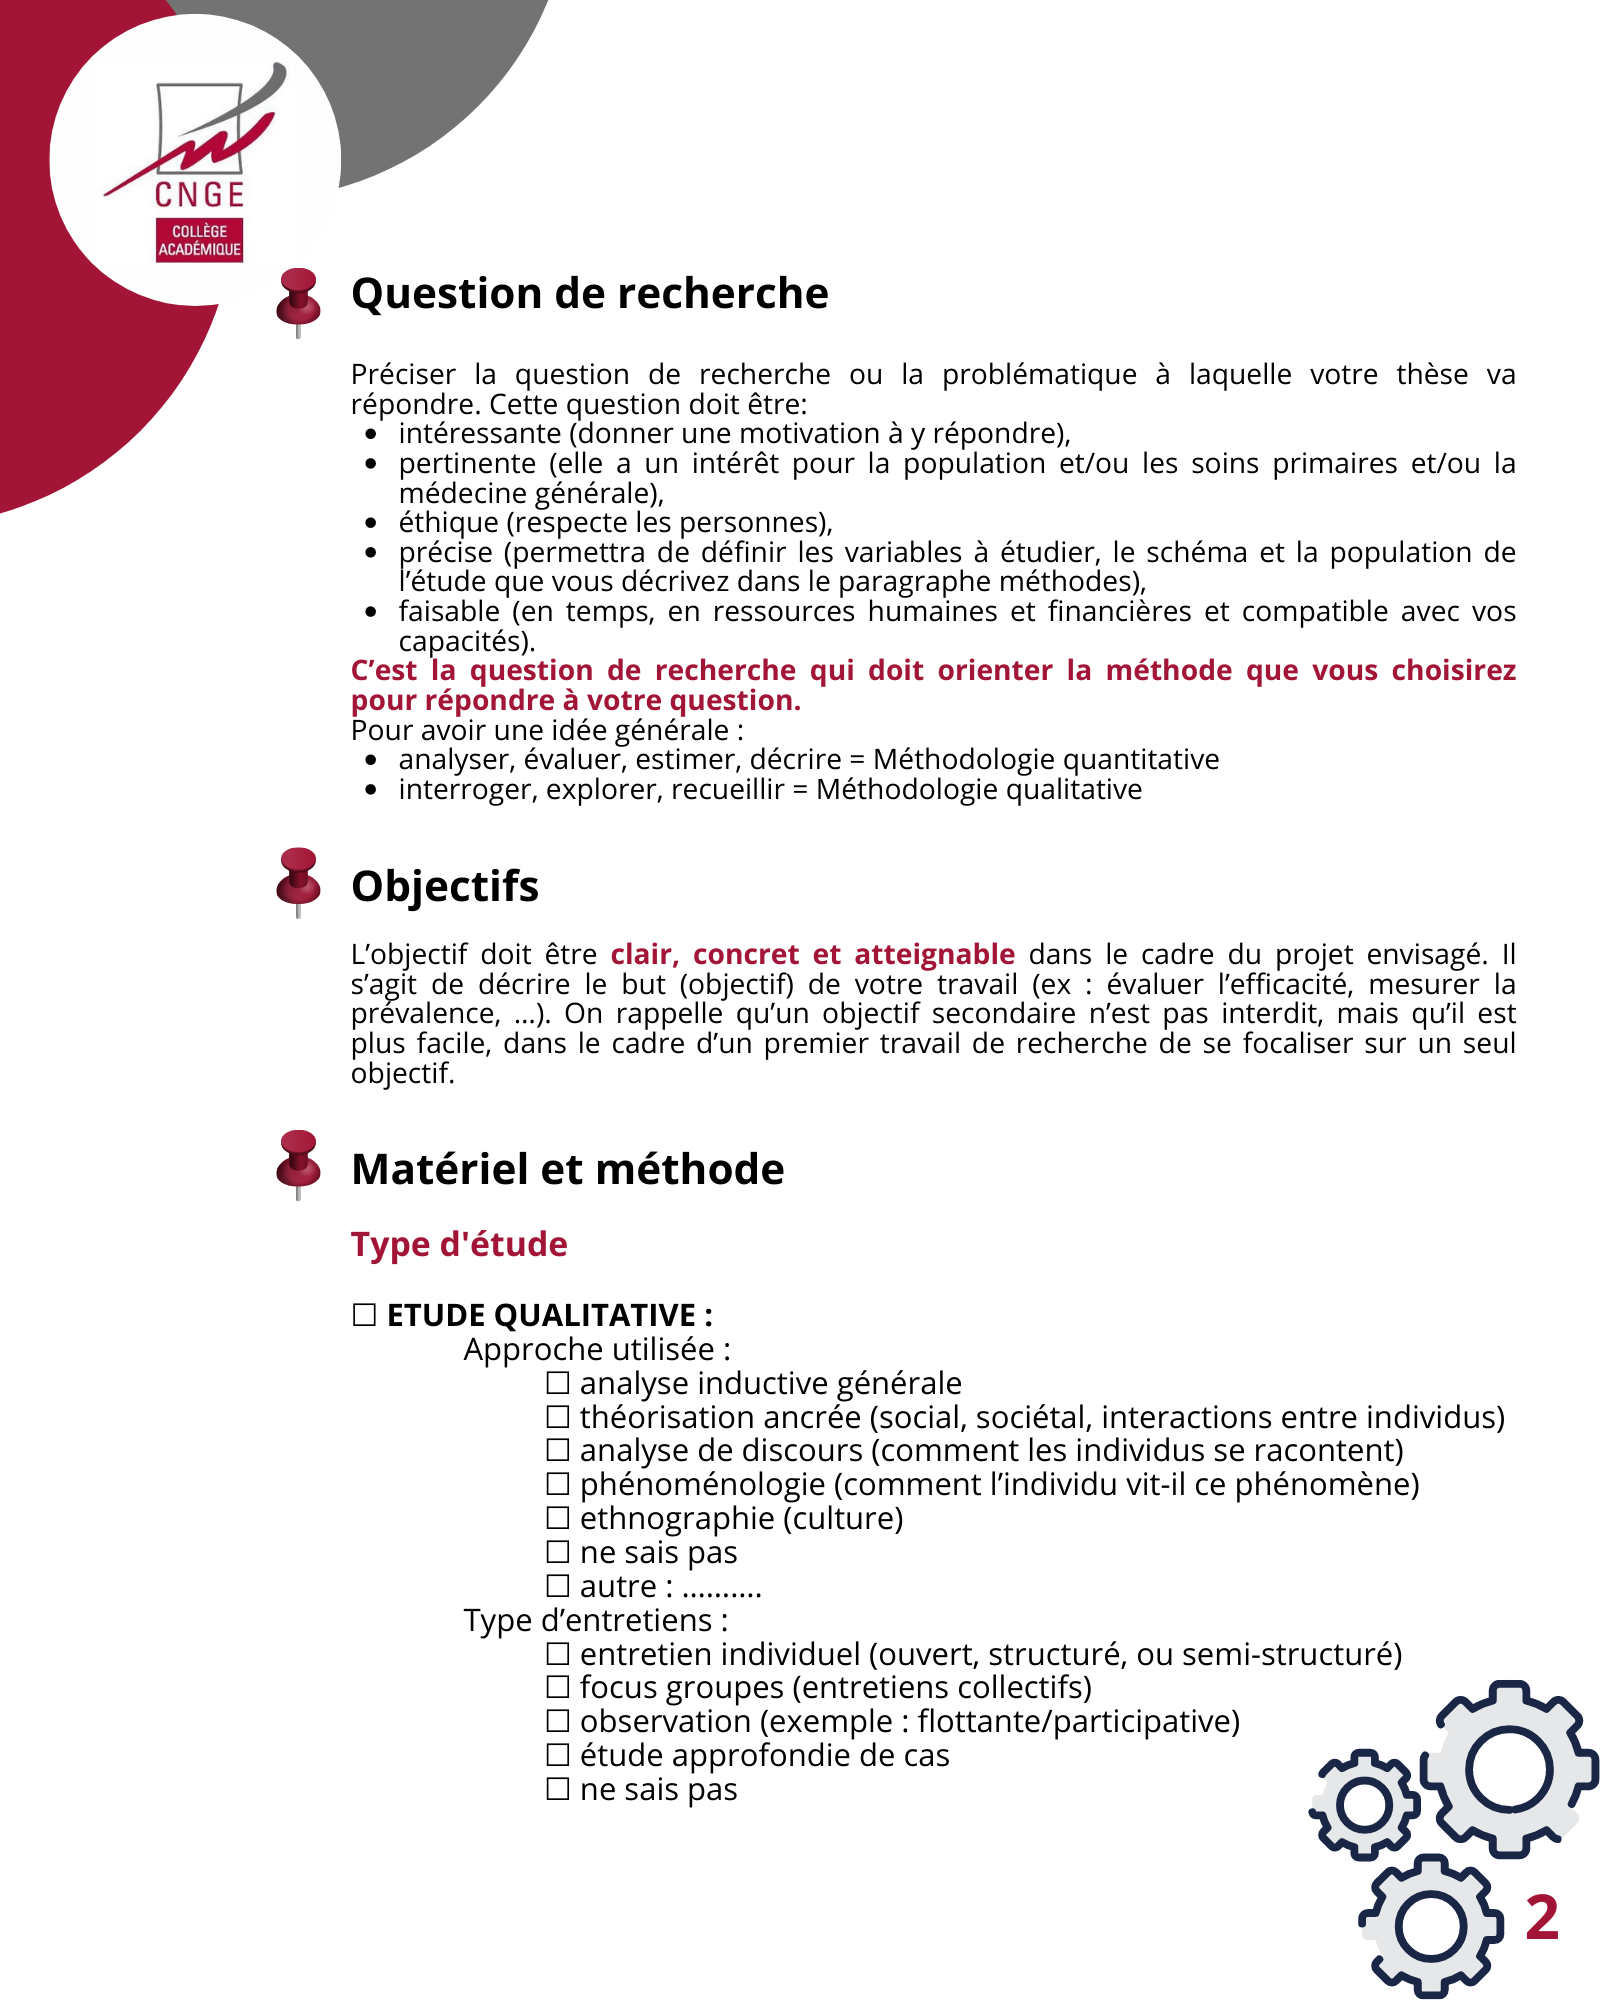 CNGE
COLLÈGE
ACADÉMIQUE
Question de recherche
Préciser la question de recherche ou la problématique à laquelle votre thèse va
répondre. Cette question doit être:
• intéressante (donner une motivation à y répondre),
• pertinente (elle a un intérêt pour la population et/ou les soins primaires et/ou la
médecine générale),
• éthique (respecte les personnes),
• précise (permettra de définir les variables à étudier, le schéma et la population de
l’étude que vous décrivez dans le paragraphe méthodes),
• faisable (en temps, en ressources humaines et financières et compatible avec vos
capacités).
C’est la question de recherche qui doit orienter la méthode que vous choisirez
pour répondre à votre question.
Pour avoir une idée générale :
• analyser, évaluer, estimer, décrire = Méthodologie quantitative
• interroger, explorer, recueillir = Méthodologie qualitative
Objectifs
L’objectif doit être clair, concret et atteignable dans le cadre du projet envisagé. Il
s’agit de décrire le but (objectif) de votre travail (ex : évaluer l’efficacité, mesurer la
prévalence, ...). On rappelle qu’un objectif secondaire n’est pas interdit, mais qu’il est
plus facile, dans le cadre d’un premier travail de recherche de se focaliser sur un seul
objectif.
Matériel et méthode
Type d'étude
☐ ETUDE QUALITATIVE :
Approche utilisée :
☐ analyse inductive générale
☐ théorisation ancrée (social, sociétal, interactions entre individus)
☐ analyse de discours (comment les individus se racontent)
☐ phénoménologie (comment l’individu vit-il ce phénomène)
☐ ethnographie (culture)
☐ ne sais pas
☐ autre : ..........
Type d’entretiens :
☐ entretien individuel (ouvert, structuré, ou semi-structuré)
☐ focus groupes (entretiens collectifs)
☐ observation (exemple : flottante/participative)
☐ étude approfondie de cas
☐ ne sais pas
2